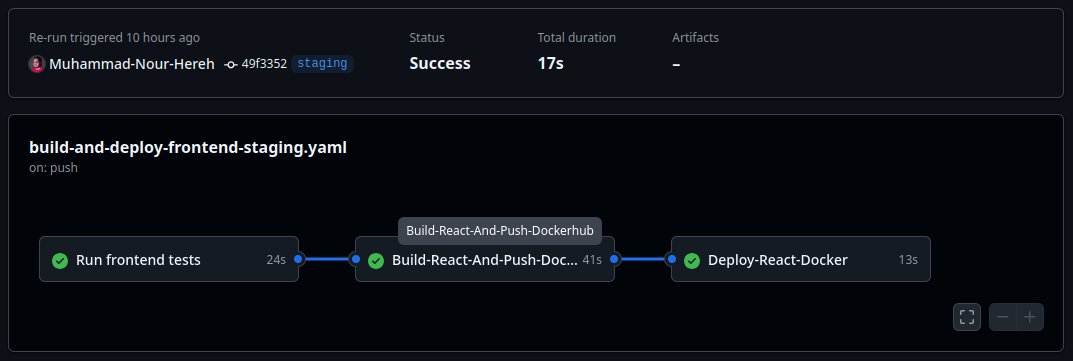 Re-run triggered 10 hours ago
Muhammad-Nour-Hereh 49f3352 staging
Status
Success
Total duration
17s
Artifacts
–
build-and-deploy-frontend-staging.yaml
on: push
Build-React-And-Push-Dockerhub
Run frontend tests 24s
Build-React-And-Push-Doc... 41s
Deploy-React-Docker 13s